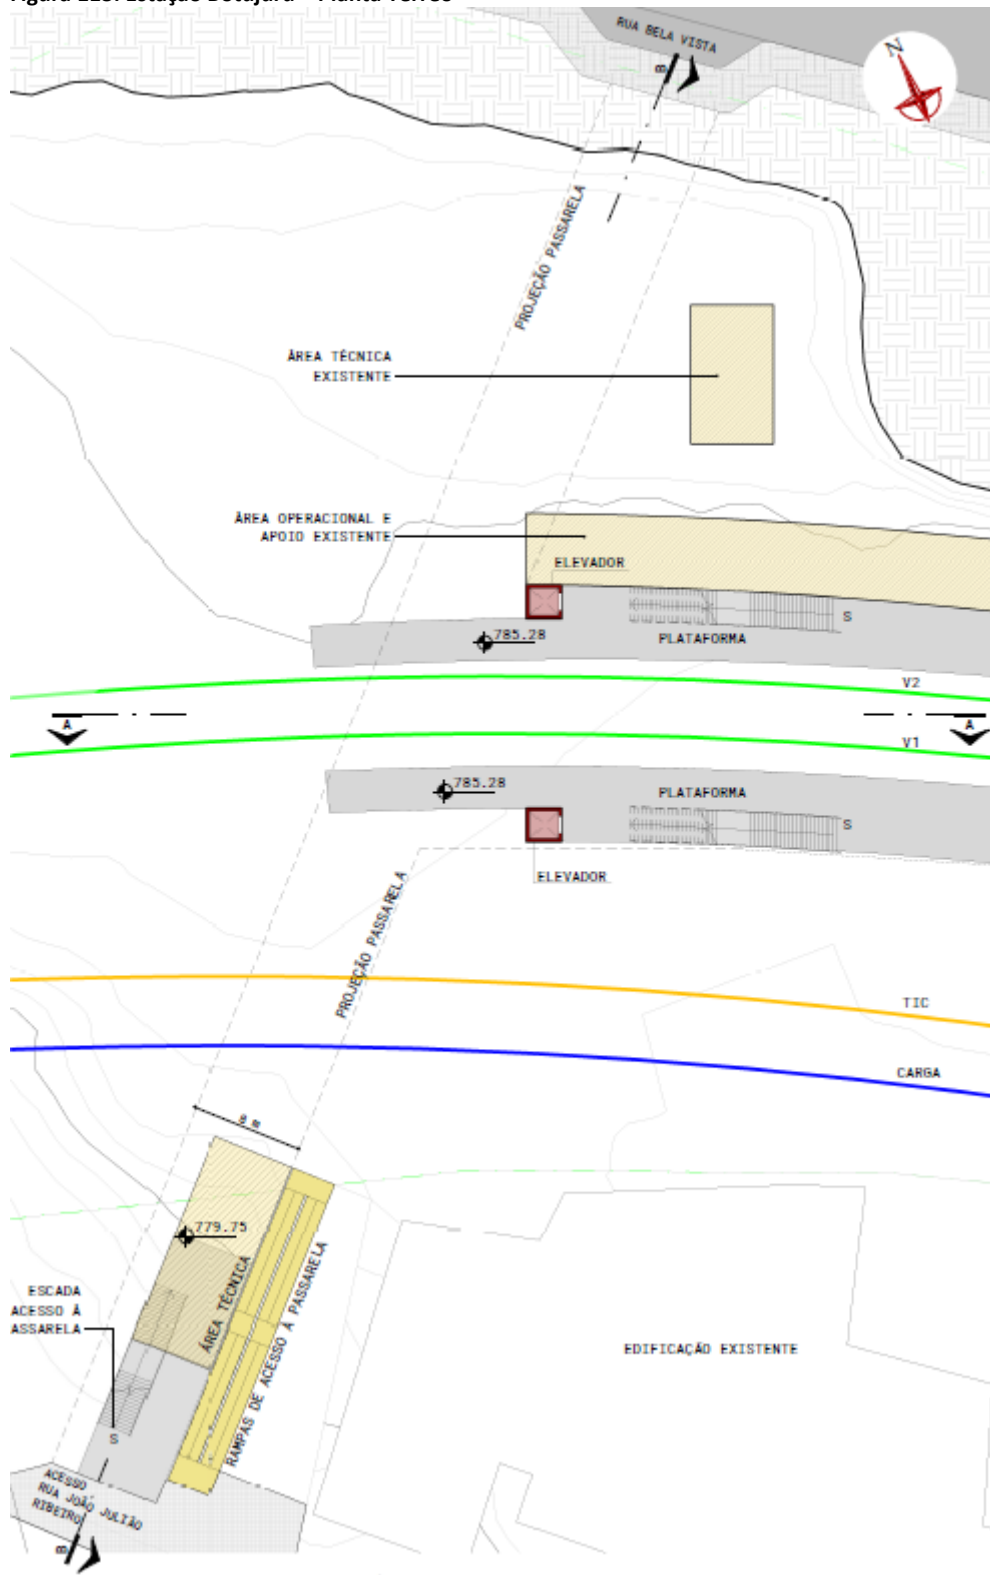 RUA BELA VISTA
B
N
PROJEÇÃO PASSARELA
ÁREA TÉCNICA
EXISTENTE
ÁREA OPERACIONAL E
APOIO EXISTENTE
ELEVADOR
S
785.28
PLATAFORMA
V2
A
A
V1
785.28
PLATAFORMA
S
ELEVADOR
PROJEÇÃO PASSARELA
TIC
CARGA
779.75
ÁREA TÉCNICA
RAMPAS DE ACESSO À PASSARELA
ESCADA
ACESSO À
ASSARELA
EDIFICAÇÃO EXISTENTE
S
ACESSO
RUA JOÃO JULIÃO
RIBEIRO
B